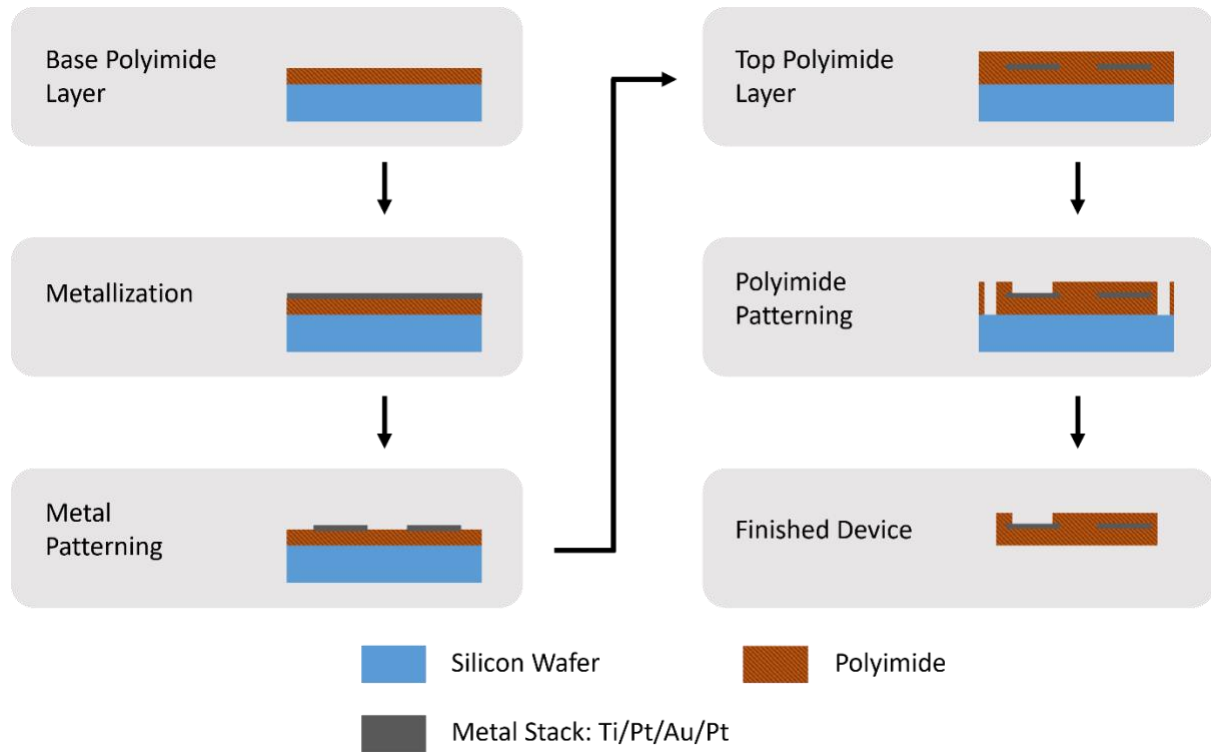 Base Polyimide
Layer
Metallization
Metal
Patterning
Top Polyimide
Layer
Polyimide
Patterning
Finished Device
Silicon Wafer
Polyimide
Metal Stack: Ti/Pt/Au/Pt